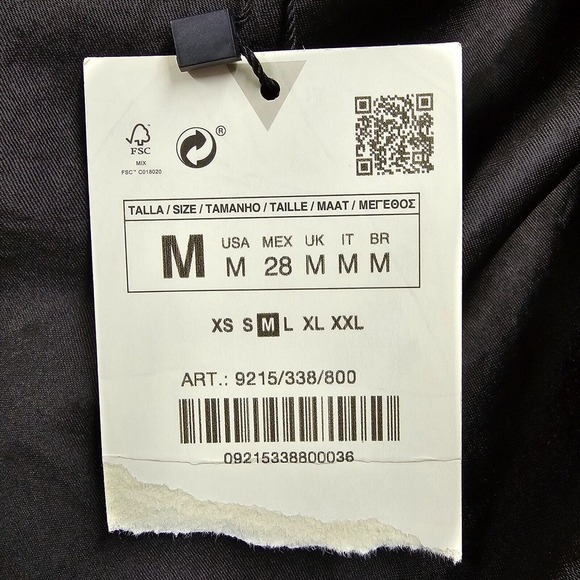 FSC
MIX
FSC™ C018020
®
TALLA / SIZE / TAMANHO / TAILLE / MAAT / ΜΕΓΕΘΟΣ
USA MEX UK IT BR
M M 28 M M M
XS S M L XL XXL
ART.: 9215/338/800
09215338800036